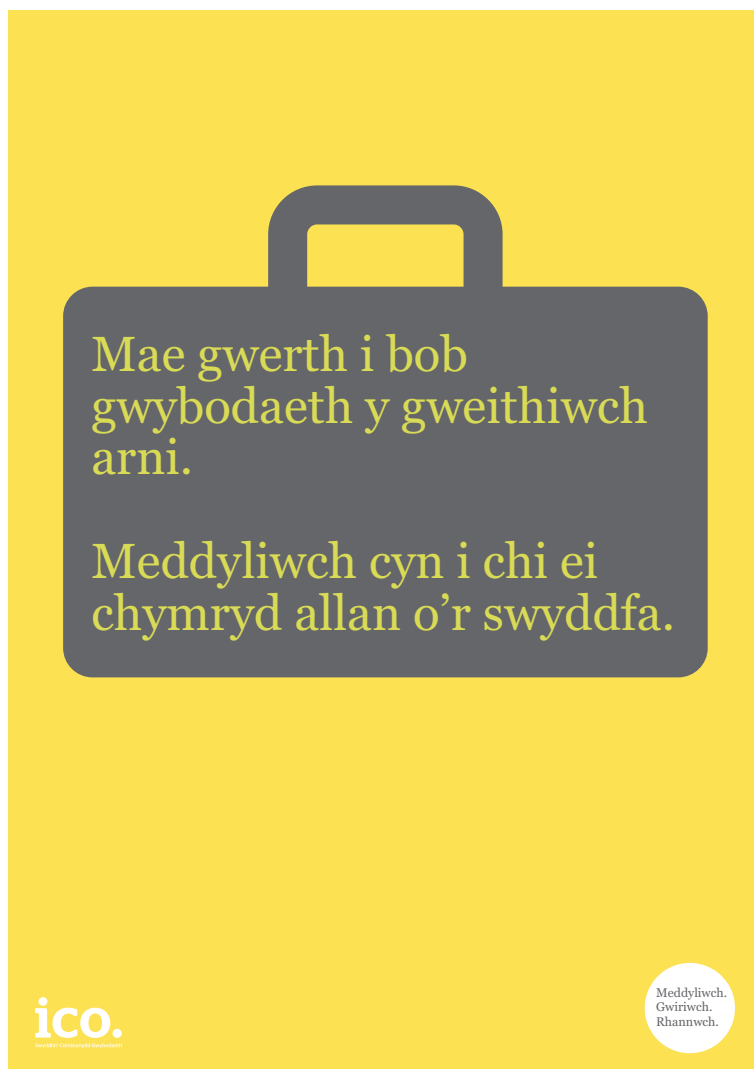 Mae gwerth i bob
gwybodaeth y gweithiwch
arni.
Meddyliwch cyn i chi ei
chymryd allan o’r swyddfa.
ico.
Meddyliwch.
Gwiriwch.
Rhannwch.